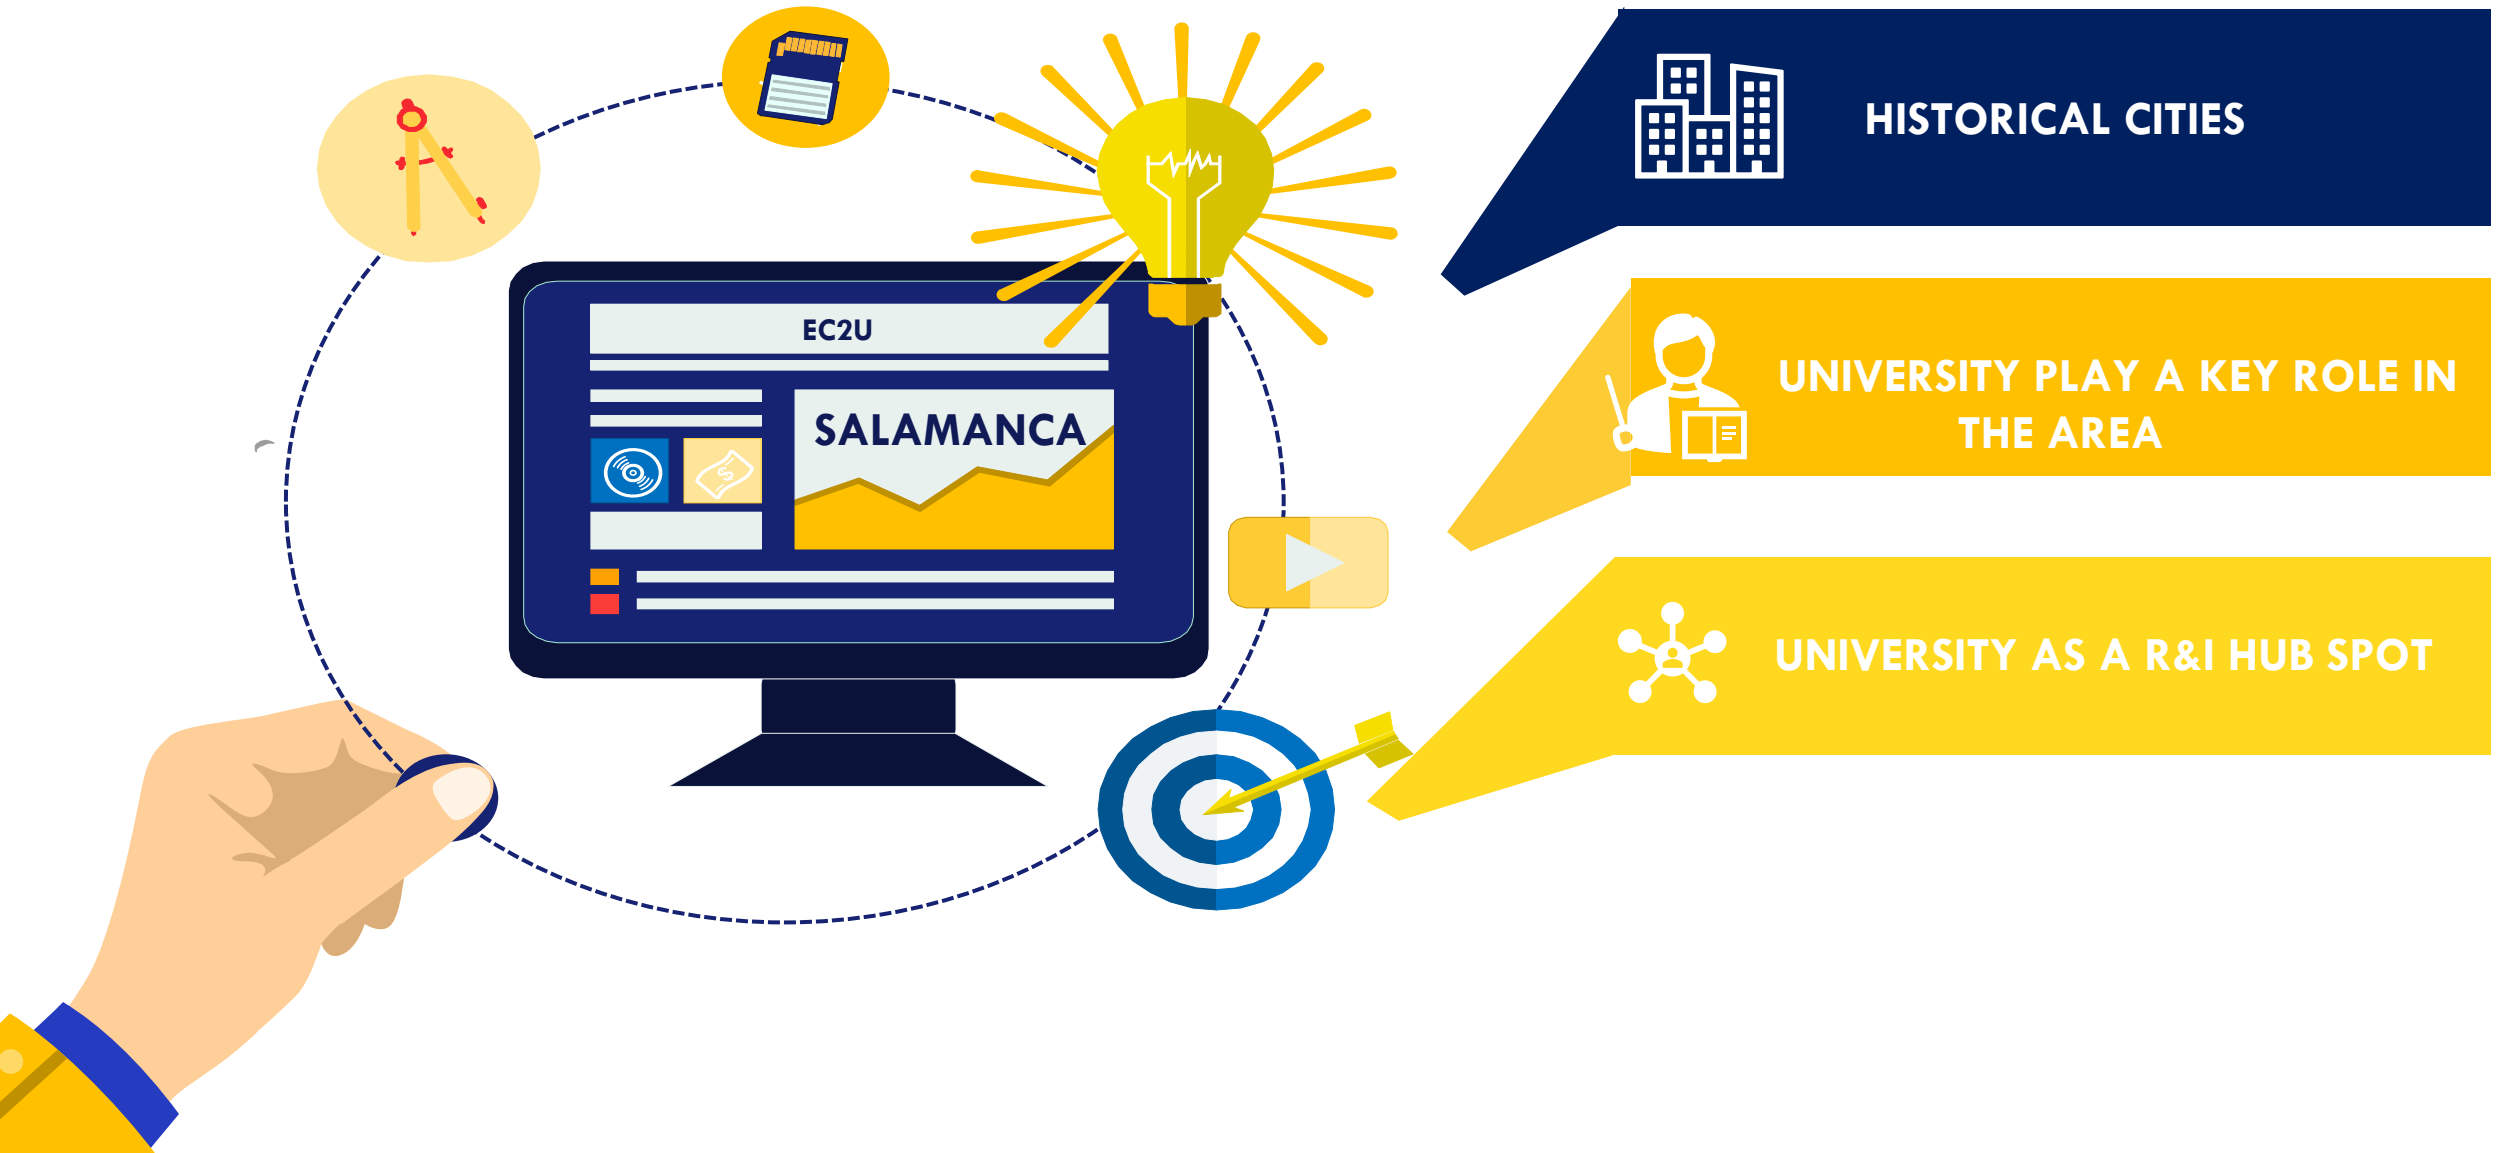 EC2U
SALAMANCA
HISTORICAL CITIES
UNIVERSITY PLAY A KEY ROLE IN
THE AREA
UNIVERSITY AS A R&I HUB SPOT